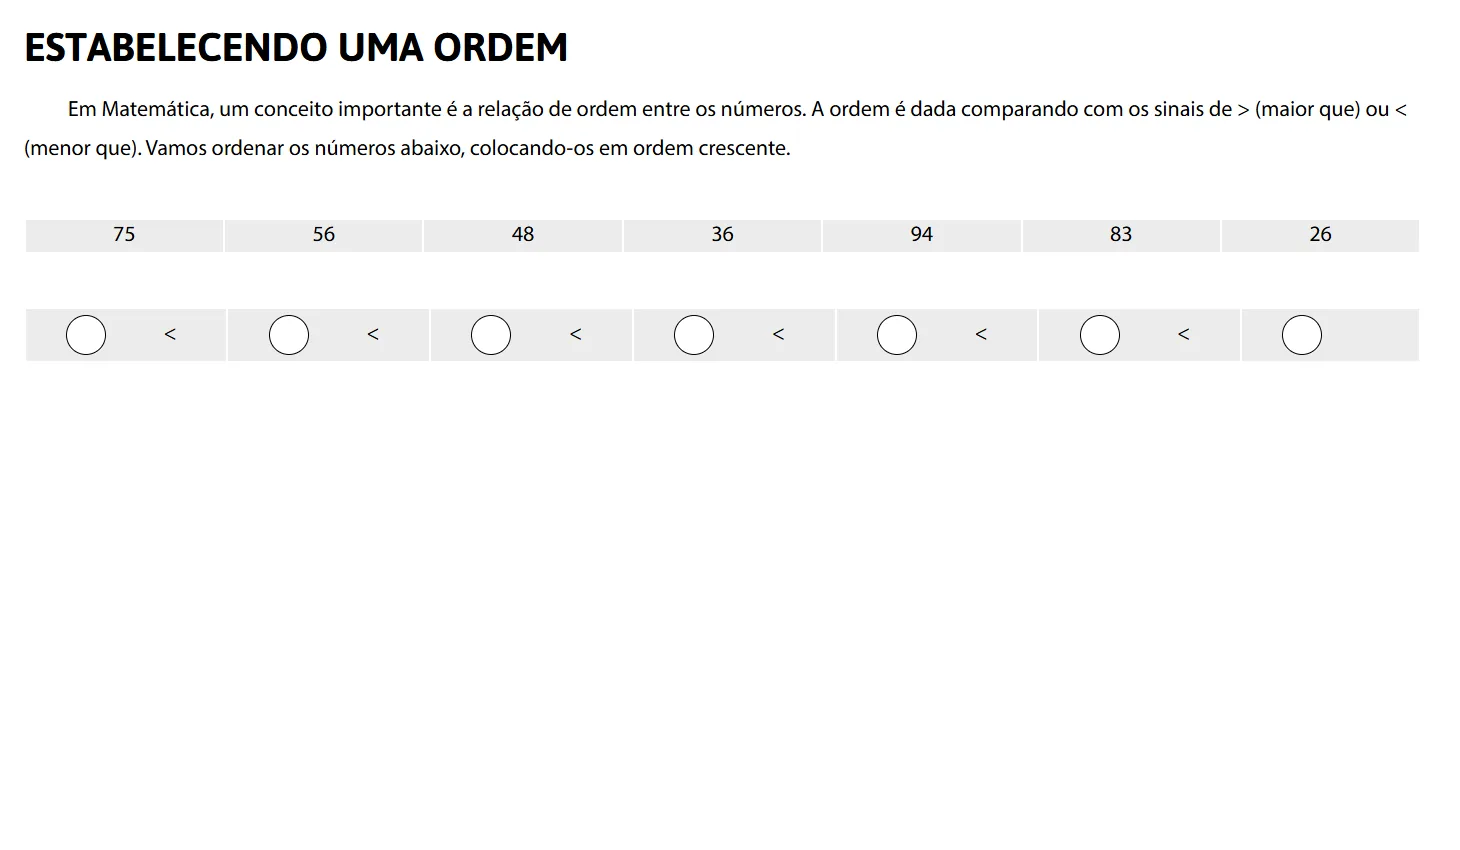 ESTABELECENDO UMA ORDEM
Em Matemática, um conceito importante é a relação de ordem entre os números. A ordem é dada comparando com os sinais de > (maior que) ou <
(menor que). Vamos ordenar os números abaixo, colocando-os em ordem crescente.
75 56 48 36 94 83 26
< < < < < <